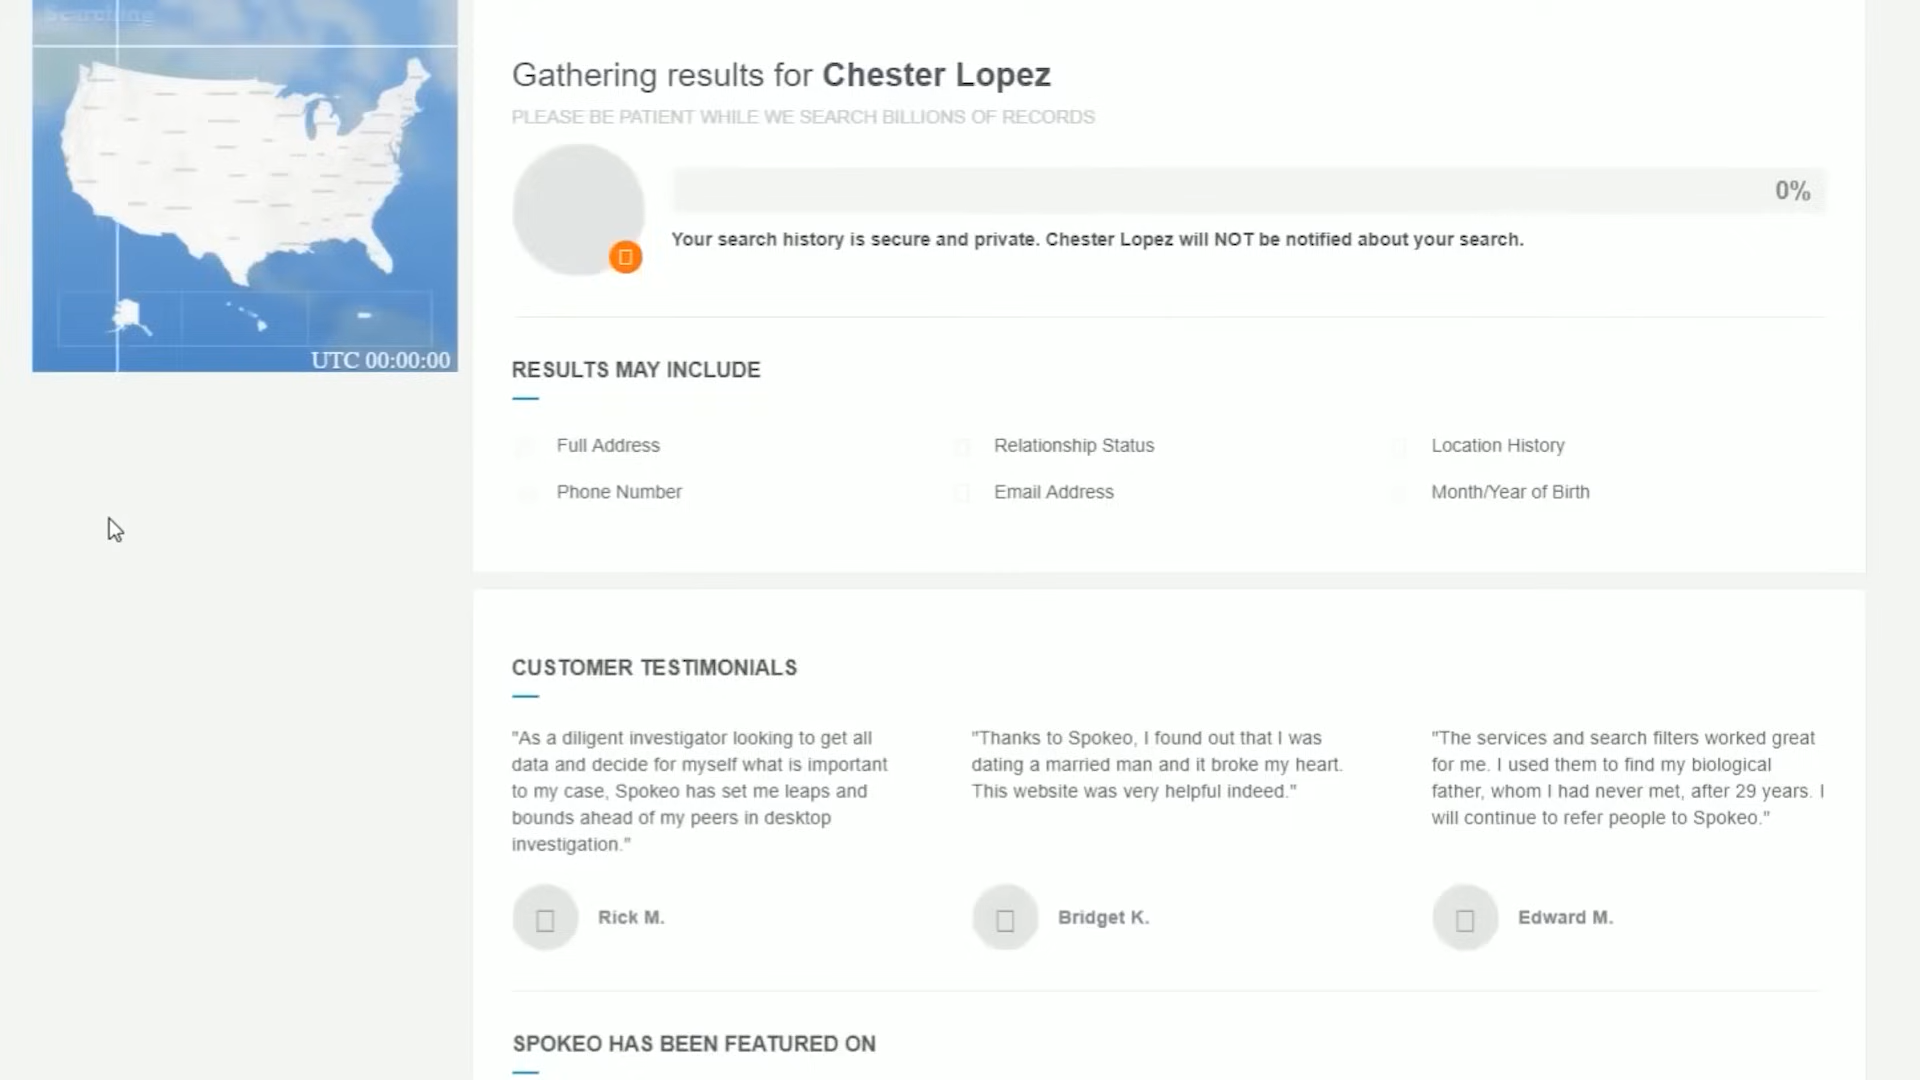 Searching
UTC 00:00:00
Gathering results for Chester Lopez
PLEASE BE PATIENT WHILE WE SEARCH BILLIONS OF RECORDS
0%
Your search history is secure and private. Chester Lopez will NOT be notified about your search.
RESULTS MAY INCLUDE
Full Address
Relationship Status
Location History
Phone Number
Email Address
Month/Year of Birth
CUSTOMER TESTIMONIALS
"As a diligent investigator looking to get all
data and decide for myself what is important
to my case, Spokeo has set me leaps and
bounds ahead of my peers in desktop
investigation."
Rick M.
"Thanks to Spokeo, I found out that I was
dating a married man and it broke my heart.
This website was very helpful indeed."
Bridget K.
"The services and search filters worked great
for me. I used them to find my biological
father, whom I had never met, after 29 years. I
will continue to refer people to Spokeo."
Edward M.
SPOKEO HAS BEEN FEATURED ON